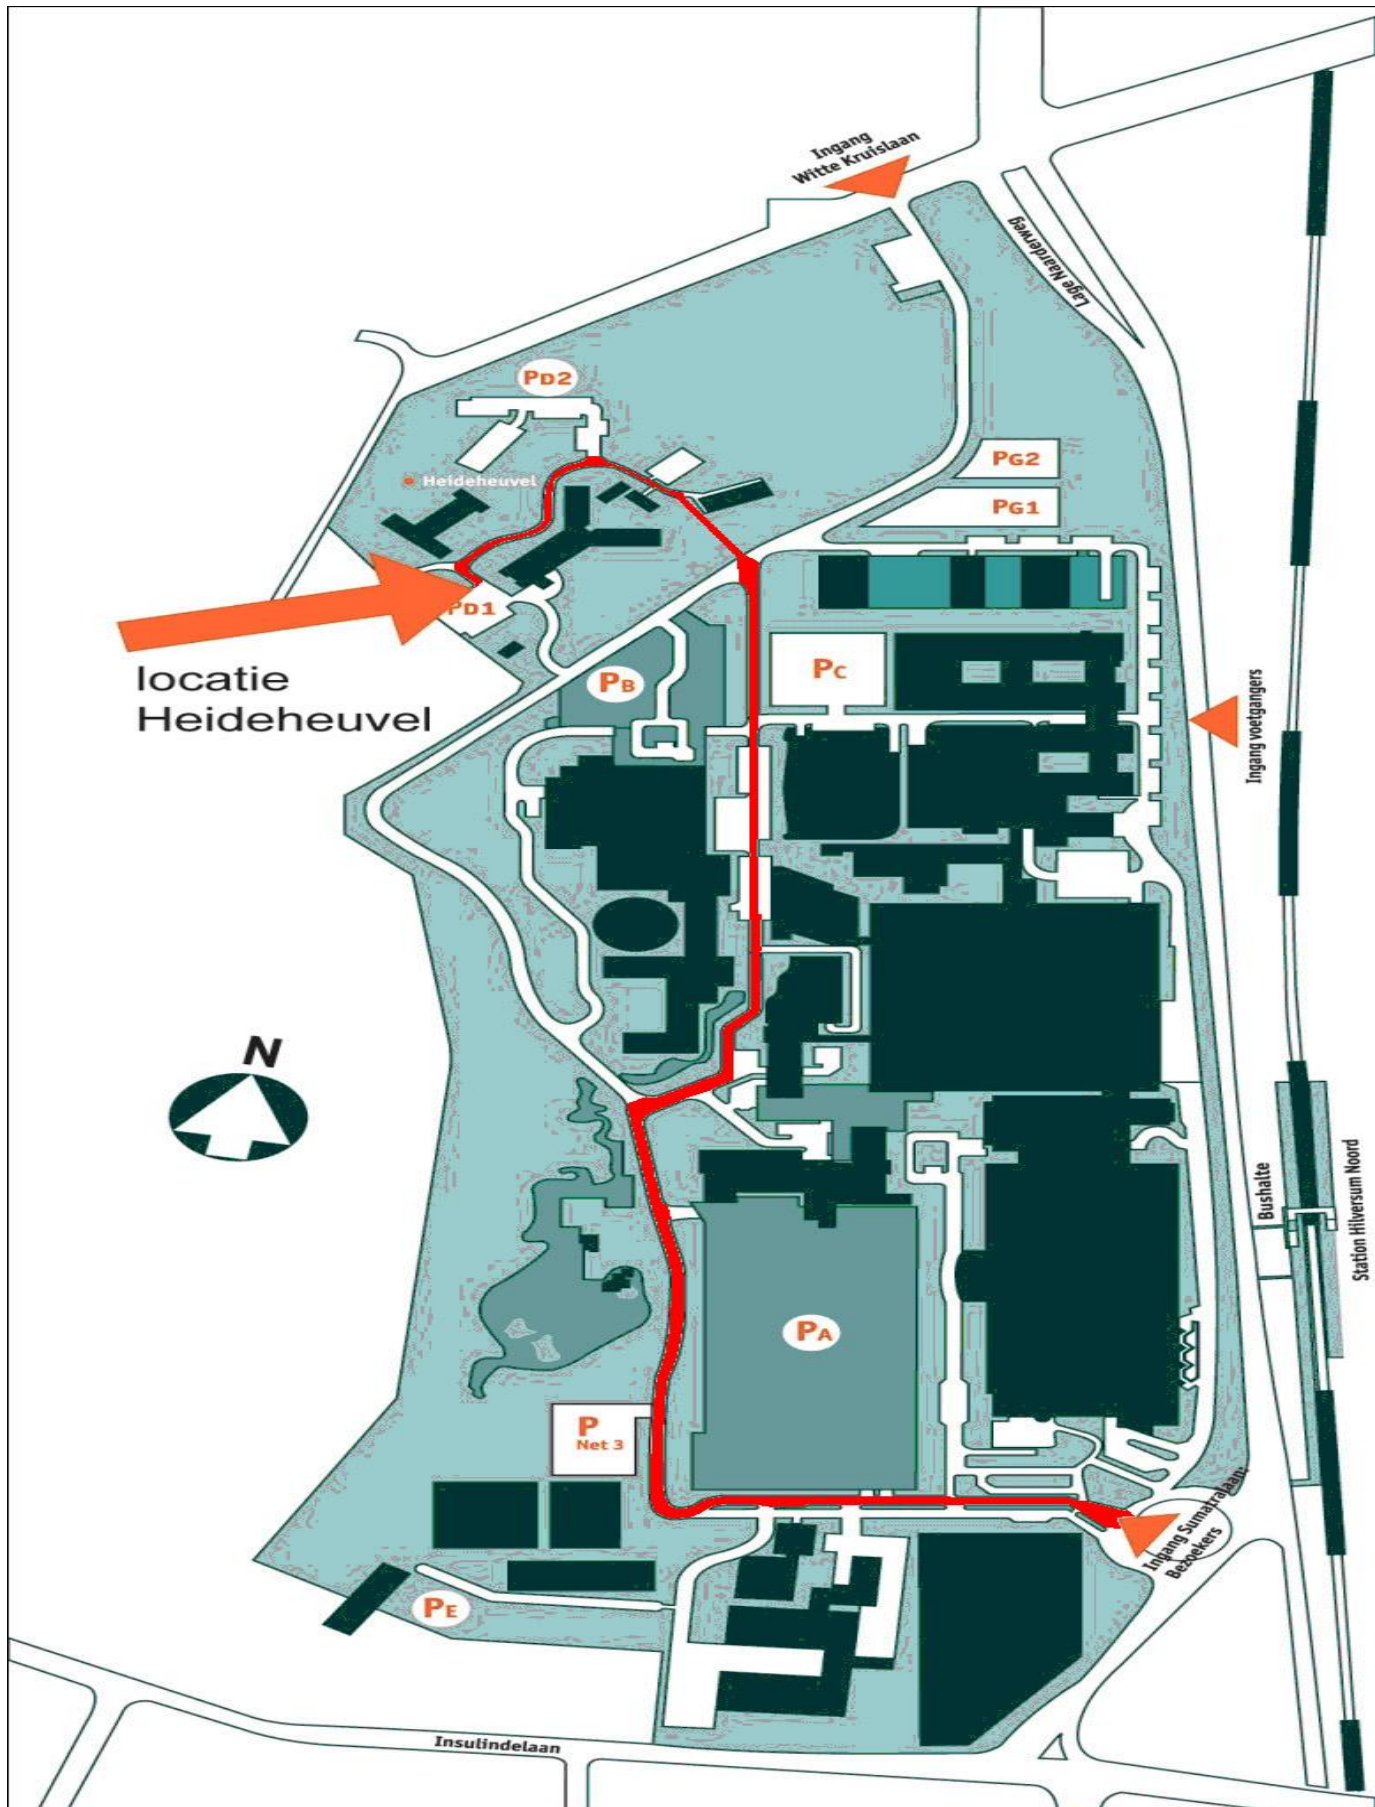 Ingang
Witte Kruislaan
Lage Naarderweg
PD2
Heideheuvel
PG2
PG1
PD1
locatie
Heideheuvel
PB
PC
Ingang voetgangers
N
Bushalte
Station Hilversum Noord
PA
P
Net 3
Ingang Sumatralaan:
Bezoekers
PE
Insulindelaan